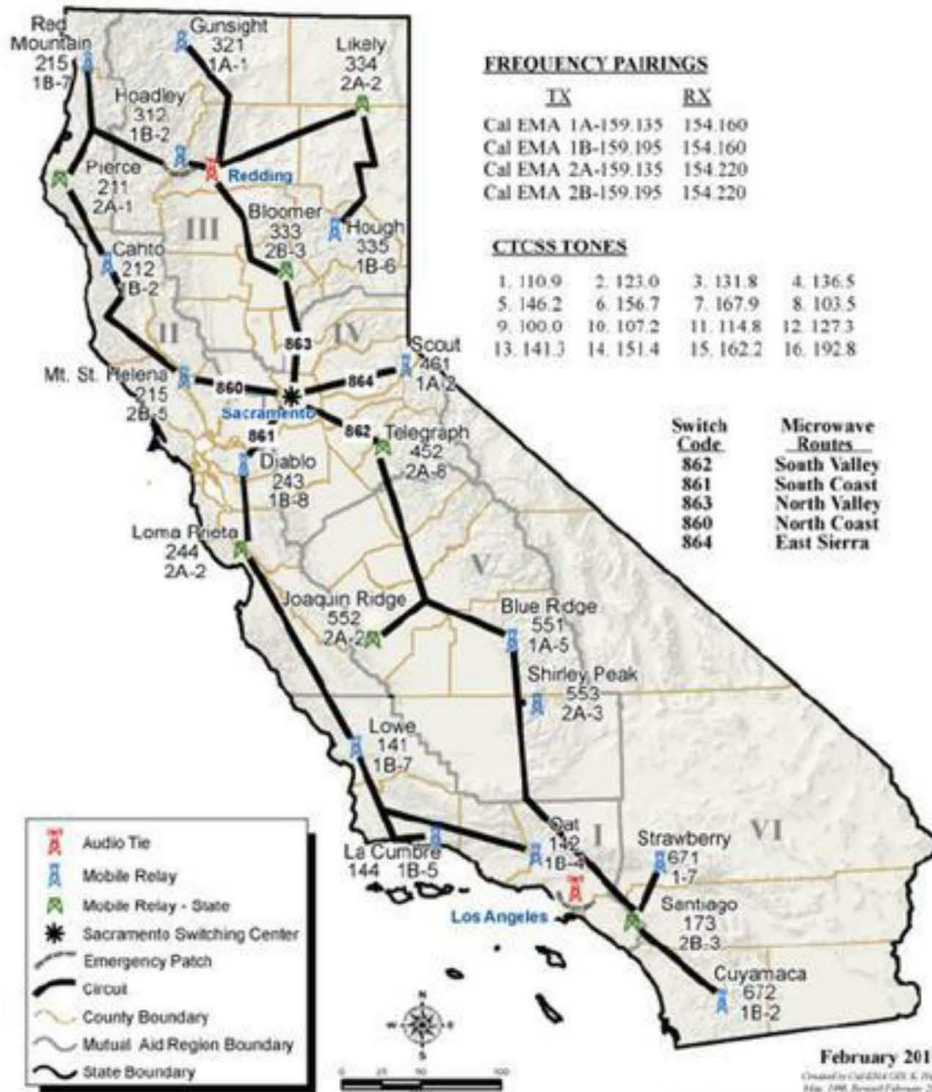 Red
Mountain
215
1B-7
Gunsight
321
1A-1
Likely
334
2A-2
Hoadley
312
1B-2
Redding
Pierce
211
2A-1
Bloomer
333
2B-3
Hough
335
1B-6
Cahto
212
1B-2
III
II
IV
863
Scout
461
1A-2
Mt. St. Helena
215
2B-5
860
864
Sacramento
861
862
Telegraph
452
2A-8
Diablo
243
1B-8
Loma Prieta
244
2A-2
V
Joaquin Ridge
552
2A-2
Blue Ridge
551
1A-5
Shirley Peak
553
2A-3
Lowe
141
1B-7
Oat
142
1B-4
I
VI
Strawberry
671
1-7
La Cumbre
144 1B-5
Los Angeles
Santiago
173
2B-3
Cuyamaca
672
1B-2
FREQUENCY PAIRINGS
TX RX
Cal EMA 1A-159.135 154.160
Cal EMA 1B-159.195 154.160
Cal EMA 2A-159.135 154.220
Cal EMA 2B-159.195 154.220
CTCSS TONES
1. 110.9 2. 123.0 3. 131.8 4. 136.5
5. 146.2 6. 156.7 7. 167.9 8. 103.5
9. 100.0 10. 107.2 11. 114.8 12. 127.3
13. 141.3 14. 151.4 15. 162.2 16. 192.8
Switch Microwave
Code Routes
862 South Valley
861 South Coast
863 North Valley
860 North Coast
864 East Sierra
Audio Tie
Mobile Relay
Mobile Relay - State
Sacramento Switching Center
Emergency Patch
Circuit
County Boundary
Mutual Aid Region Boundary
State Boundary
N
W E
S
February 201